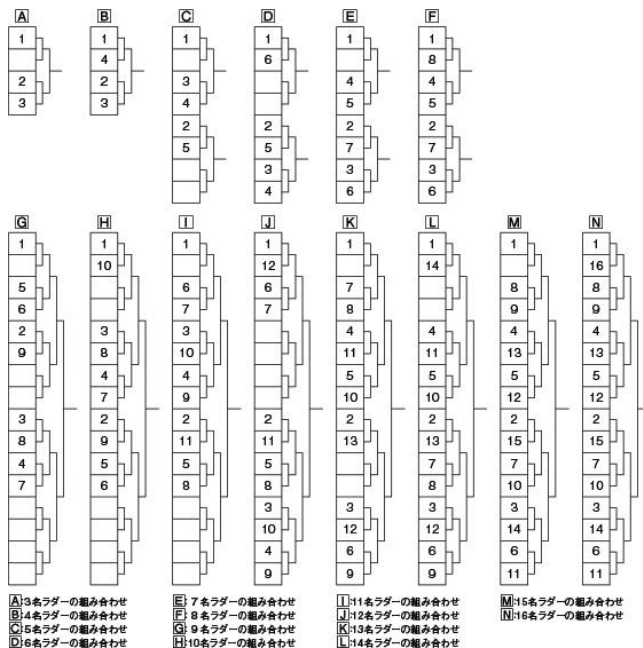 A B C D E F
1 1 1 1 1 1
4 6 8
2 2 3 4 4
3 3 4 5 5
2 2 2 2
5 5 7 7
3 3 3
4 6 6
G H I J K L M N
1 1 1 1 1 1 1 1
10 12 14 16
5 6 6 7 8 8
6 7 7 8 9 9
2 3 3 4 4 4 4
9 8 10 11 11 13 13
4 4 5 5 5 5
7 9 10 10 12 12
3 2 2 2 2 2 2 2
8 9 11 11 13 13 15 15
4 5 5 5 7 7 7
7 6 8 8 8 10 10
3 3 3 3 3
10 12 12 14 14
4 6 6 6 6
9 9 9 11 11
A:3名ラダーの組み合わせ
B:4名ラダーの組み合わせ
C:5名ラダーの組み合わせ
D:6名ラダーの組み合わせ
E:7名ラダーの組み合わせ
F:8名ラダーの組み合わせ
G:9名ラダーの組み合わせ
H:10名ラダーの組み合わせ
I:11名ラダーの組み合わせ
J:12名ラダーの組み合わせ
K:13名ラダーの組み合わせ
L:14名ラダーの組み合わせ
M:15名ラダーの組み合わせ
N:16名ラダーの組み合わせ